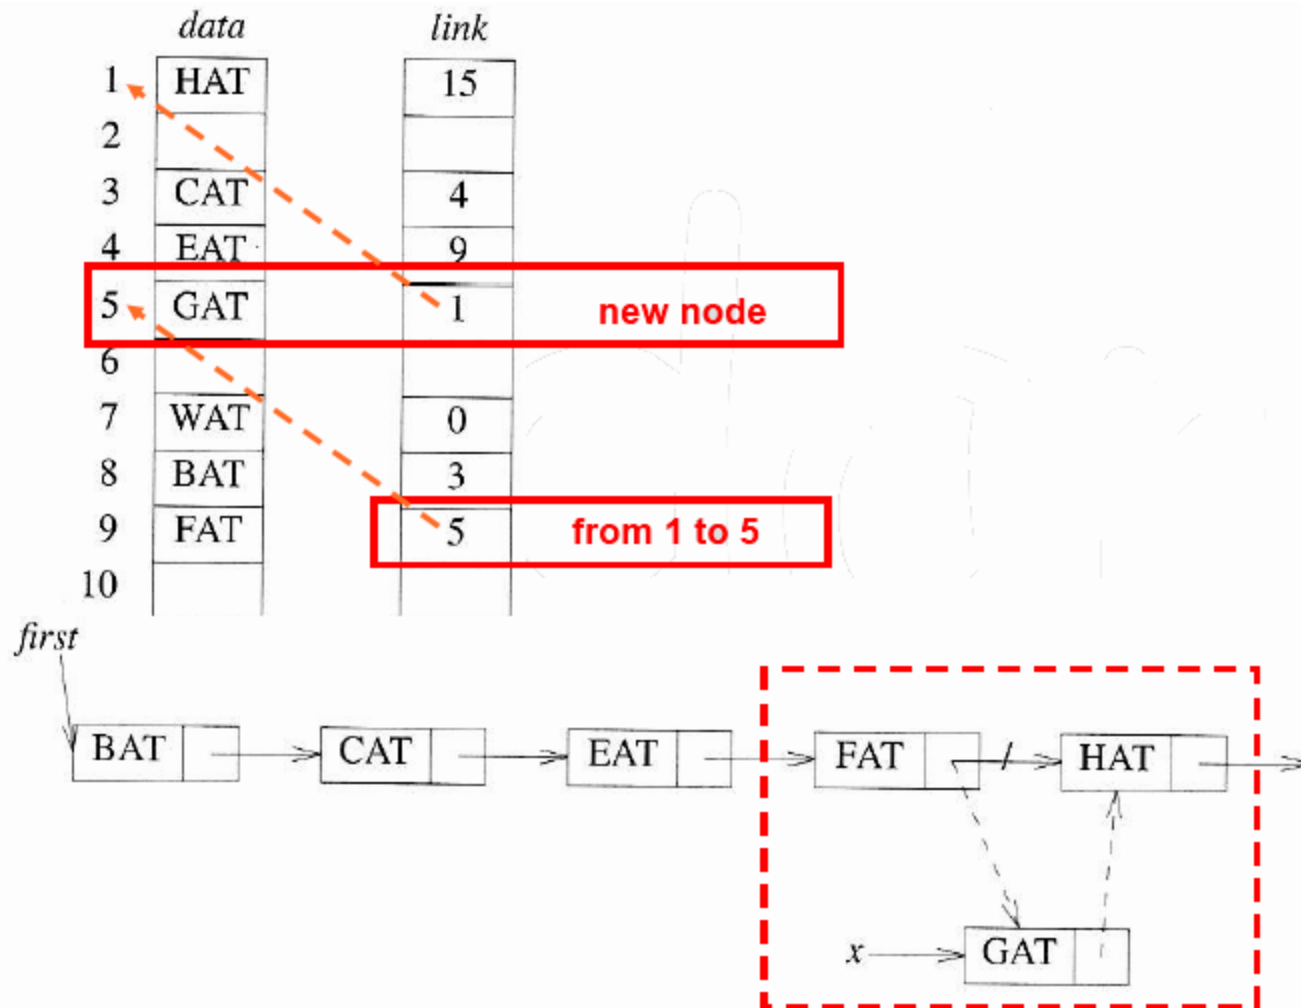 data link
1 HAT 15
2
3 CAT 4
4 EAT 9
5 GAT 1 new node
6
7 WAT 0
8 BAT 3
9 FAT 5 from 1 to 5
10
first
BAT CAT EAT FAT HAT
x GAT